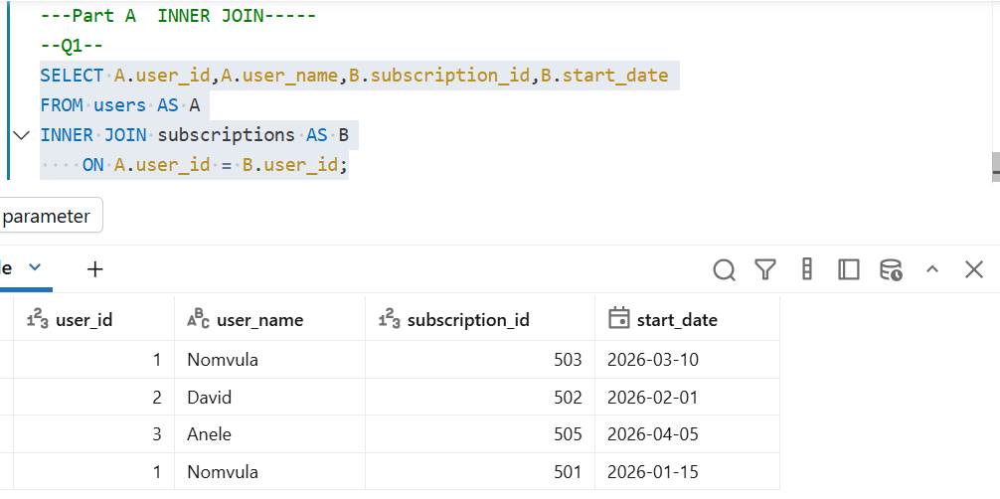 ---Part A  INNER JOIN-----
--Q1--
SELECT A.user_id,A.user_name,B.subscription_id,B.start_date
FROM users AS A
INNER JOIN subscriptions AS B
    ON A.user_id = B.user_id;
parameter
user_id user_name subscription_id start_date
1 Nomvula 503 2026-03-10
2 David 502 2026-02-01
3 Anele 505 2026-04-05
1 Nomvula 501 2026-01-15